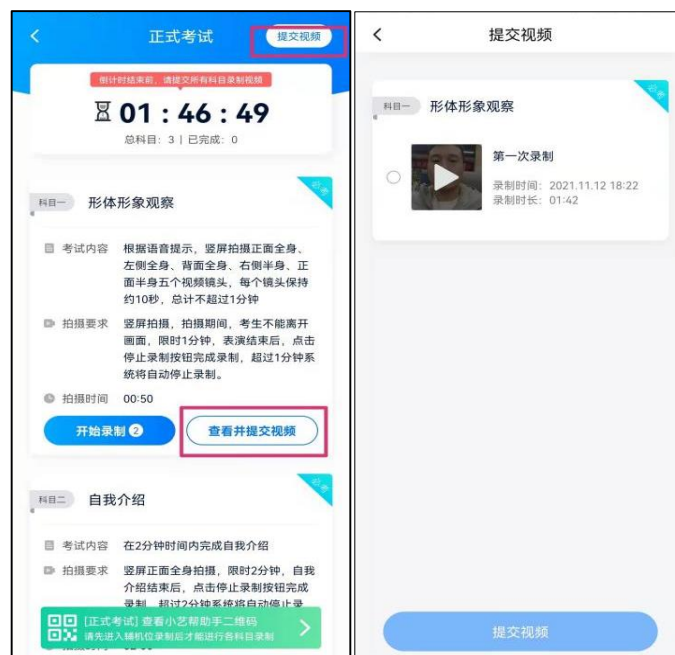 正式考试
提交视频
倒计时结束前，请提交所有科目录制视频
01：46：49
总科目：3 | 已完成：0
必考
科目一 形体形象观察
考试内容 根据语音提示，竖屏拍摄正面全身、
左侧全身、背面全身、右侧半身、正
面半身五个视频镜头，每个镜头保持
约10秒，总计不超过1分钟
拍摄要求 竖屏拍摄，拍摄期间，考生不能离开
画面，限时1分钟，表演结束后，点击
停止录制按钮完成录制，超过1分钟系
统将自动停止录制。
拍摄时间 00:50
开始录制 2
查看并提交视频
必考
科目二 自我介绍
考试内容 在2分钟时间内完成自我介绍
拍摄要求 竖屏正面全身拍摄，限时2分钟，自我
介绍结束后，点击停止录制按钮完成
录制，超过2分钟系统将自动停止录
[正式考试] 查看小艺帮助手二维码
请先进入辅机位录制后才能进行各科目录制
提交视频
必考
科目一 形体形象观察
第一次录制
录制时间：2021.11.12 18:22
录制时长：01:42
提交视频